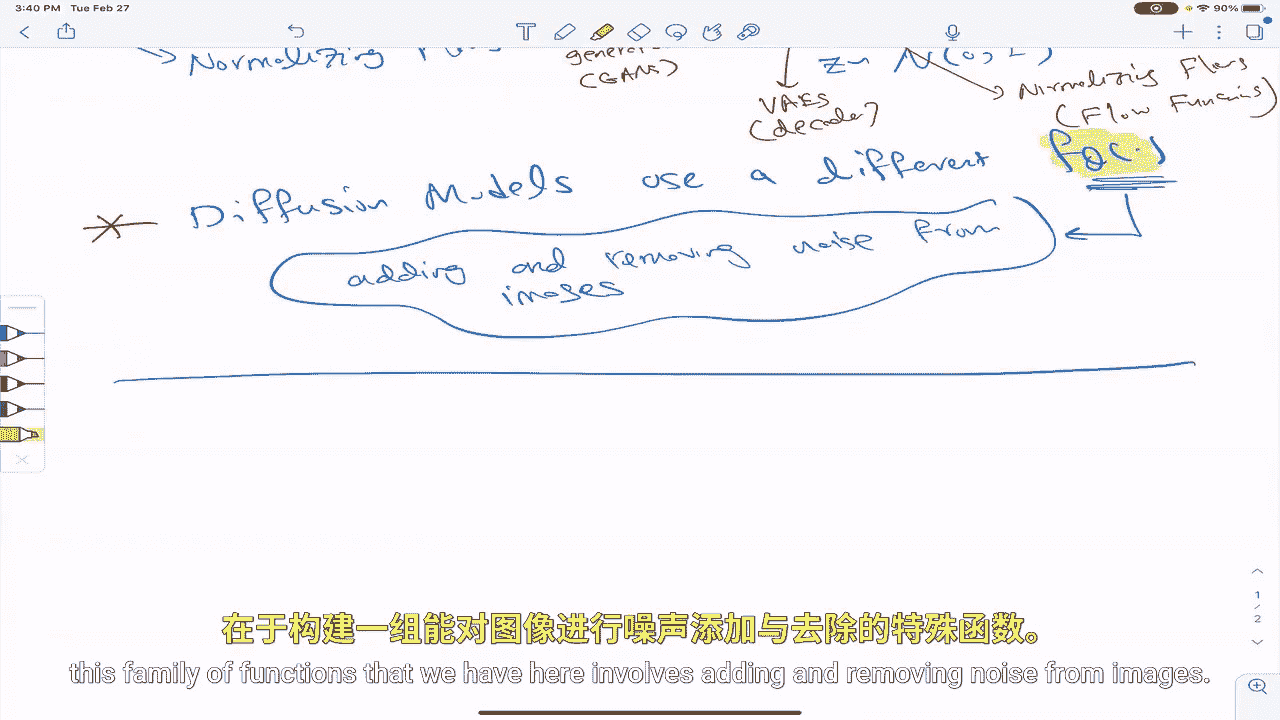 3:40 PM Tue Feb 27
90%
Normalizing
(GANs)
z~ N(0, I)
VAEs
(decoder)
Normalizing Flows
(Flow Functions)
* Diffusion Models use a different fθ(.)
adding and removing noise from
images
1
/
2
在于构建一组能对图像进行噪声添加与去除的特殊函数。
this family of functions that we have here involves adding and removing noise from images.